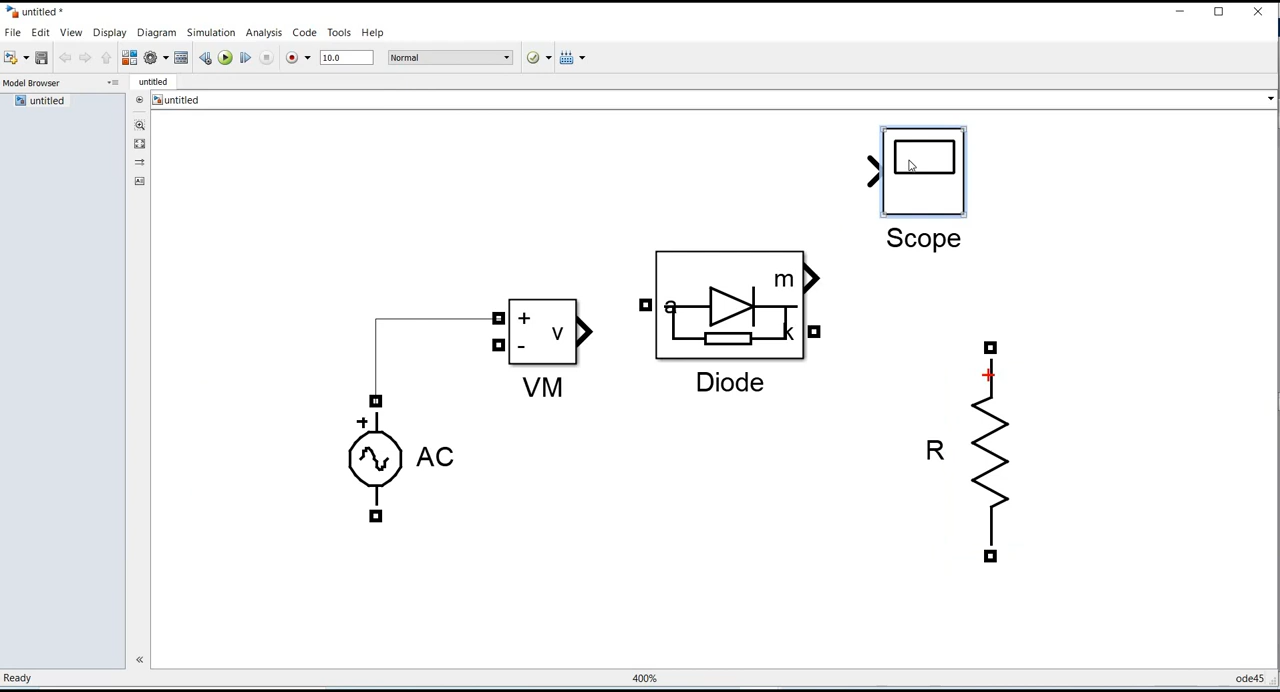 untitled *
File Edit View Display Diagram Simulation Analysis Code Tools Help
10.0 Normal
Model Browser untitled
untitled untitled
Scope
a m k
Diode
+ - v
VM
+
AC
+
R
Ready 400% ode45